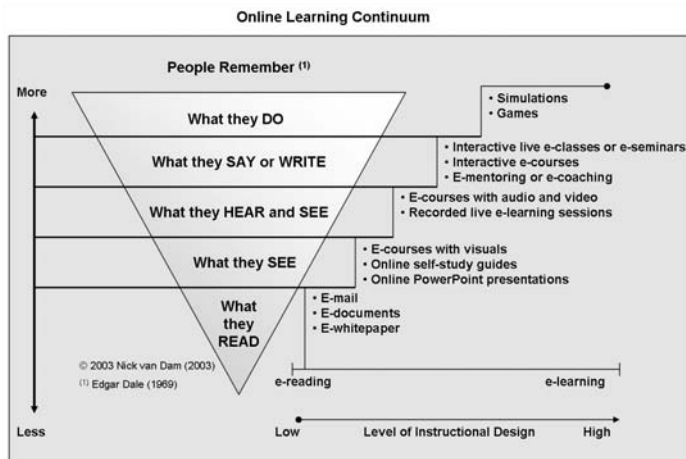 Online Learning Continuum
People Remember (1)
More
What they DO
• Simulations
• Games
What they SAY or WRITE
• Interactive live e-classes or e-seminars
• Interactive e-courses
• E-mentoring or e-coaching
What they HEAR and SEE
• E-courses with audio and video
• Recorded live e-learning sessions
What they SEE
• E-courses with visuals
• Online self-study guides
• Online PowerPoint presentations
What
they
READ
• E-mail
• E-documents
• E-whitepaper
© 2003 Nick van Dam (2003)
(1) Edgar Dale (1969)
e-reading e-learning
Less
Low Level of Instructional Design High